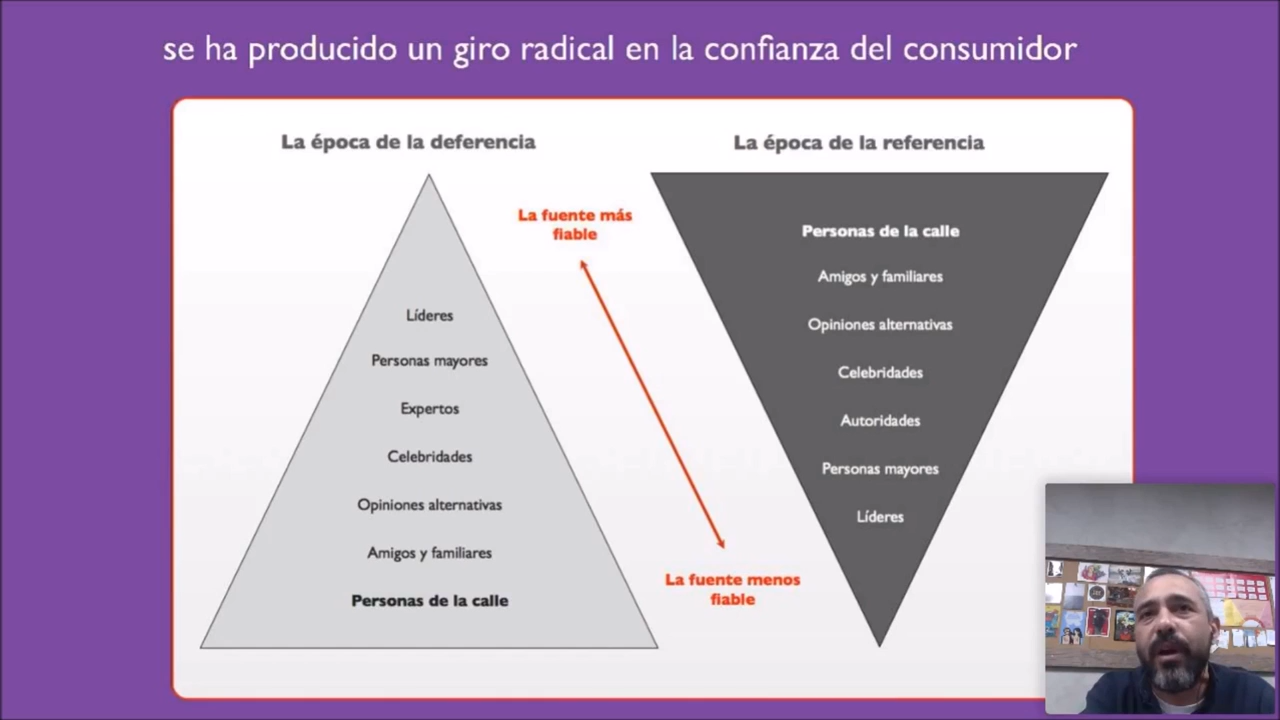 se ha producido un giro radical en la confianza del consumidor
La época de la deferencia
La época de la referencia
La fuente más
fiable
Líderes
Personas mayores
Expertos
Celebridades
Opiniones alternativas
Amigos y familiares
Personas de la calle
Personas de la calle
Amigos y familiares
Opiniones alternativas
Celebridades
Autoridades
Personas mayores
Líderes
La fuente menos
fiable